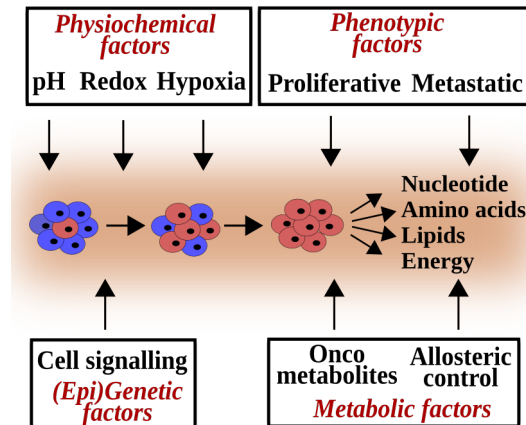 Physiochemical
factors
pH Redox Hypoxia
Phenotypic
factors
Proliferative Metastatic
Nucleotide
Amino acids
Lipids
Energy
Cell signalling
(Epi)Genetic
factors
Onco
metabolites
Allosteric
control
Metabolic factors